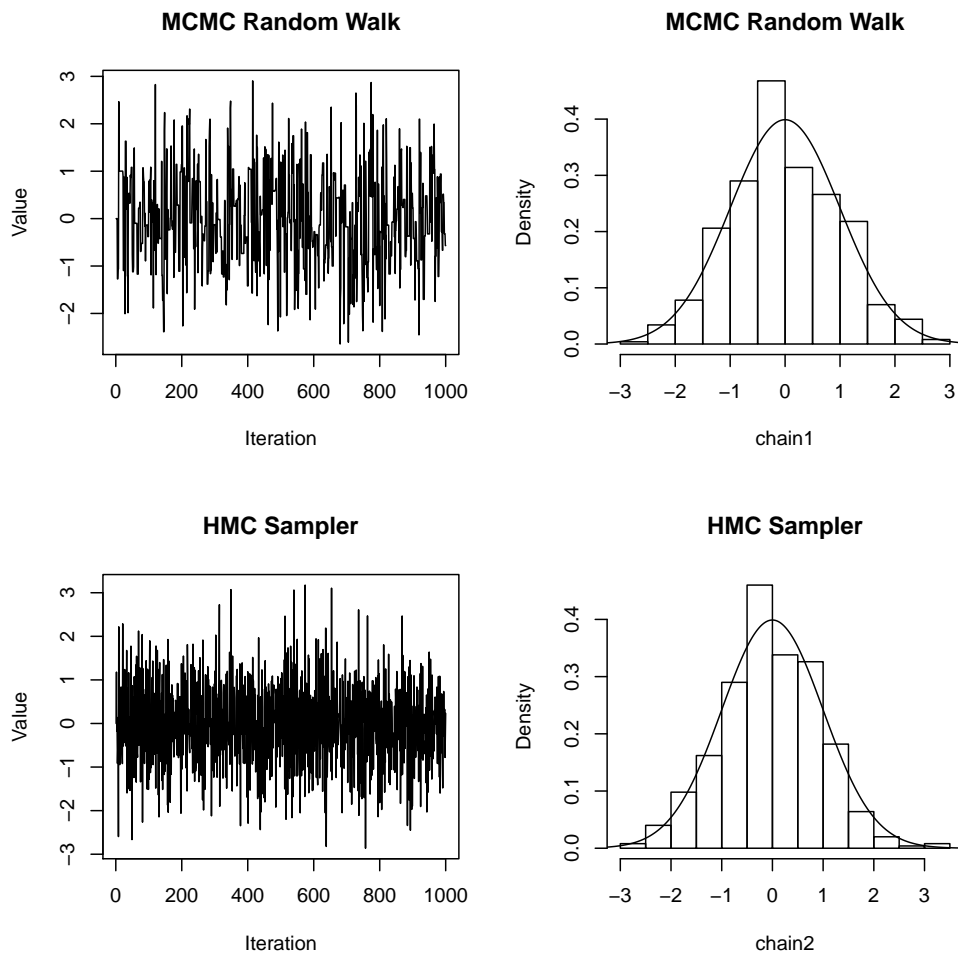 MCMC Random Walk
Value
3
2
1
0
−1
−2
0 200 400 600 800 1000
Iteration
MCMC Random Walk
Density
0.4
0.3
0.2
0.1
0.0
−3 −2 −1 0 1 2 3
chain1
HMC Sampler
Value
3
2
1
0
−1
−2
−3
0 200 400 600 800 1000
Iteration
HMC Sampler
Density
0.4
0.3
0.2
0.1
0.0
−3 −2 −1 0 1 2 3
chain2